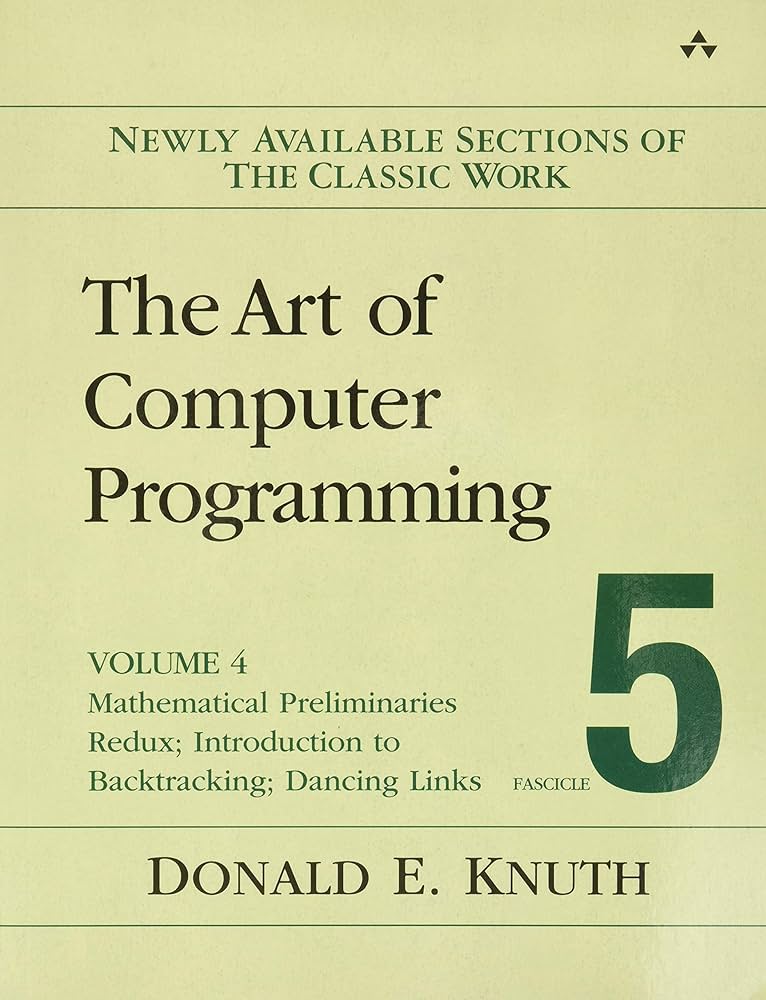 NEWLY AVAILABLE SECTIONS OF
THE CLASSIC WORK
The Art of
Computer
Programming
VOLUME 4
Mathematical Preliminaries
Redux; Introduction to
Backtracking; Dancing Links
FASCICLE 5
DONALD E. KNUTH